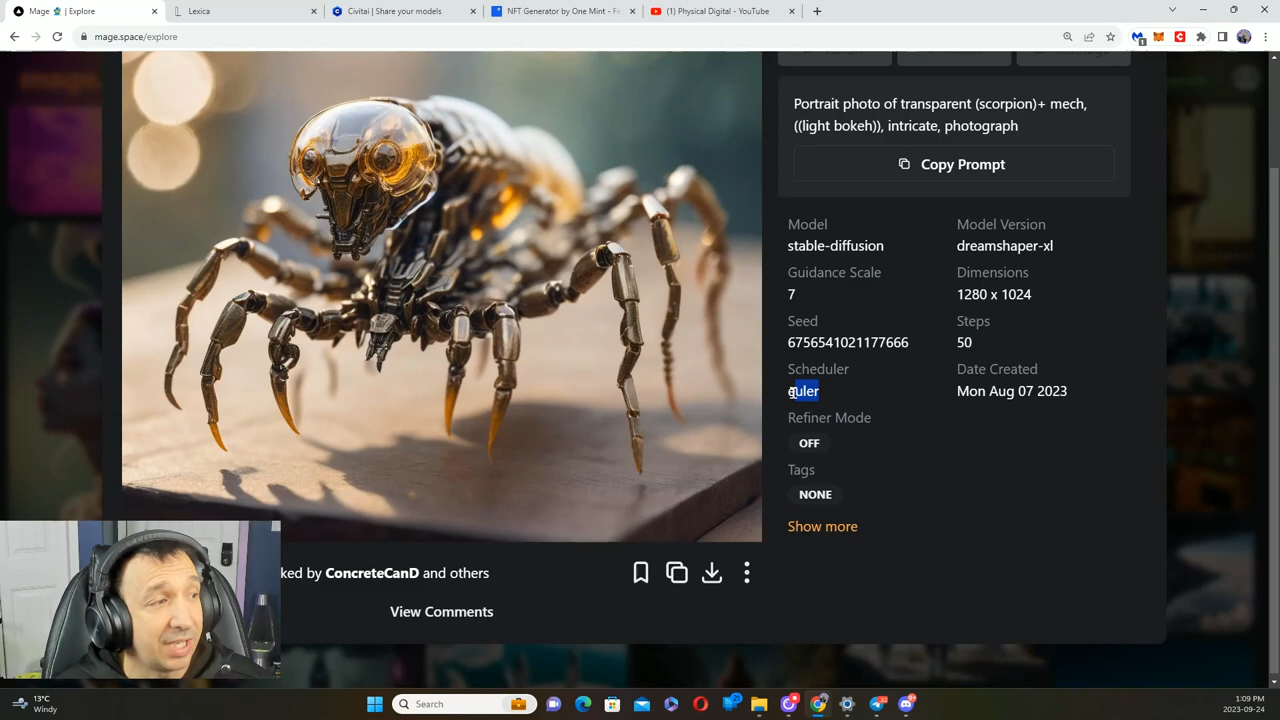 Mage
Explore
Lexica
Civitai | Share your models
NFT Generator by One Mint - Fe
(1) Physical Digital - YouTube
mage.space/explore
Portrait photo of transparent (scorpion)+ mech,
((light bokeh)), intricate, photograph
Copy Prompt
Model
stable-diffusion
Model Version
dreamshaper-xl
Guidance Scale
7
Dimensions
1280 x 1024
Seed
6756541021177666
Steps
50
Scheduler
euler
Date Created
Mon Aug 07 2023
Refiner Mode
OFF
Tags
NONE
Show more
ked by ConcreteCanD and others
View Comments
13°C
Windy
Search
1:09 PM
2023-09-24